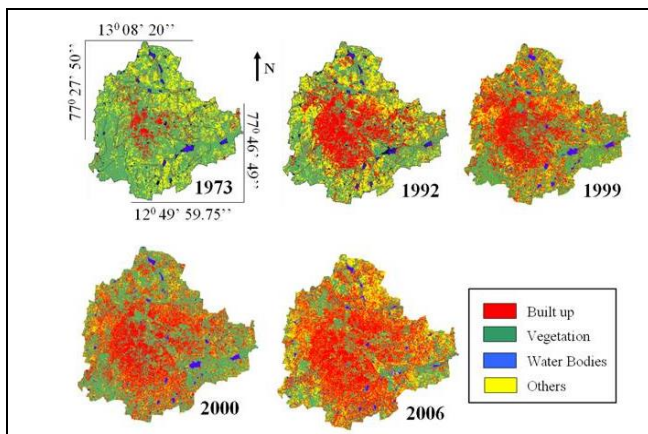 13⁰ 08’ 20’’
77⁰ 27’ 50’’
N
77⁰ 46’ 49’’
1973
12⁰ 49’ 59.75’’
1992
1999
2000
2006
Built up
Vegetation
Water Bodies
Others